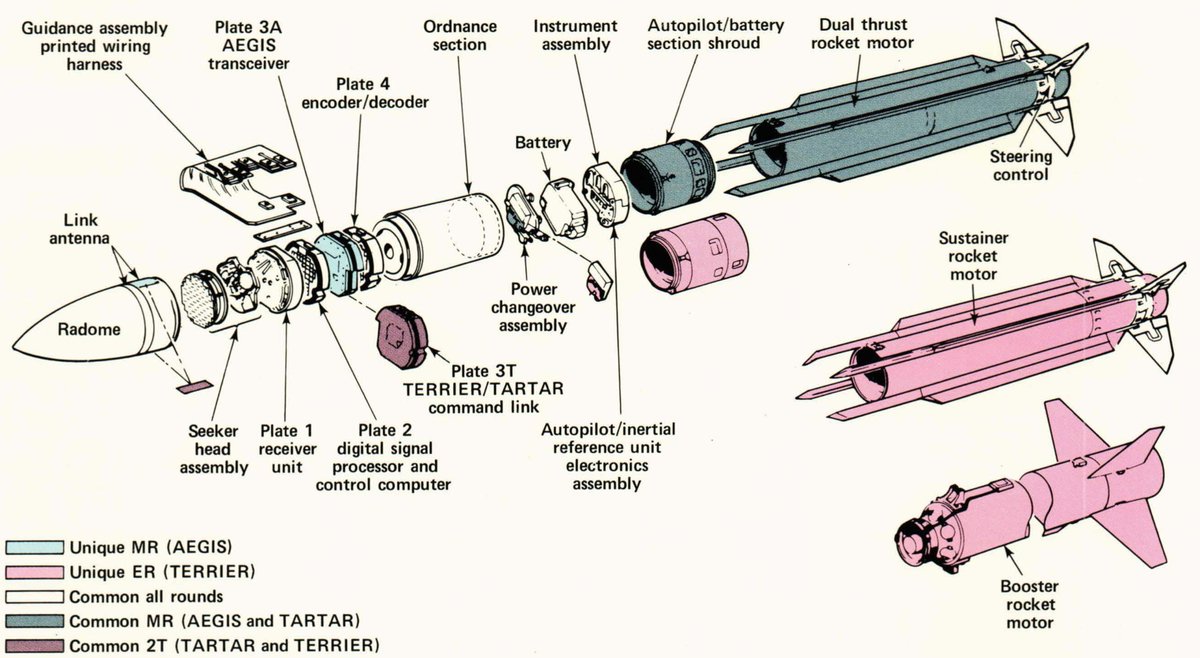 Guidance assembly
printed wiring
harness
Plate 3A
AEGIS
transceiver
Plate 4
encoder/decoder
Ordnance
section
Instrument
assembly
Autopilot/battery
section shroud
Dual thrust
rocket motor
Battery
Steering
control
Link
antenna
Radome
Power
changeover
assembly
Sustainer
rocket
motor
Plate 3T
TERRIER/TARTAR
command link
Seeker
head
assembly
Plate 1
receiver
unit
Plate 2
digital signal
processor and
control computer
Autopilot/inertial
reference unit
electronics
assembly
Booster
rocket
motor
Unique MR (AEGIS)
Unique ER (TERRIER)
Common all rounds
Common MR (AEGIS and TARTAR)
Common 2T (TARTAR and TERRIER)